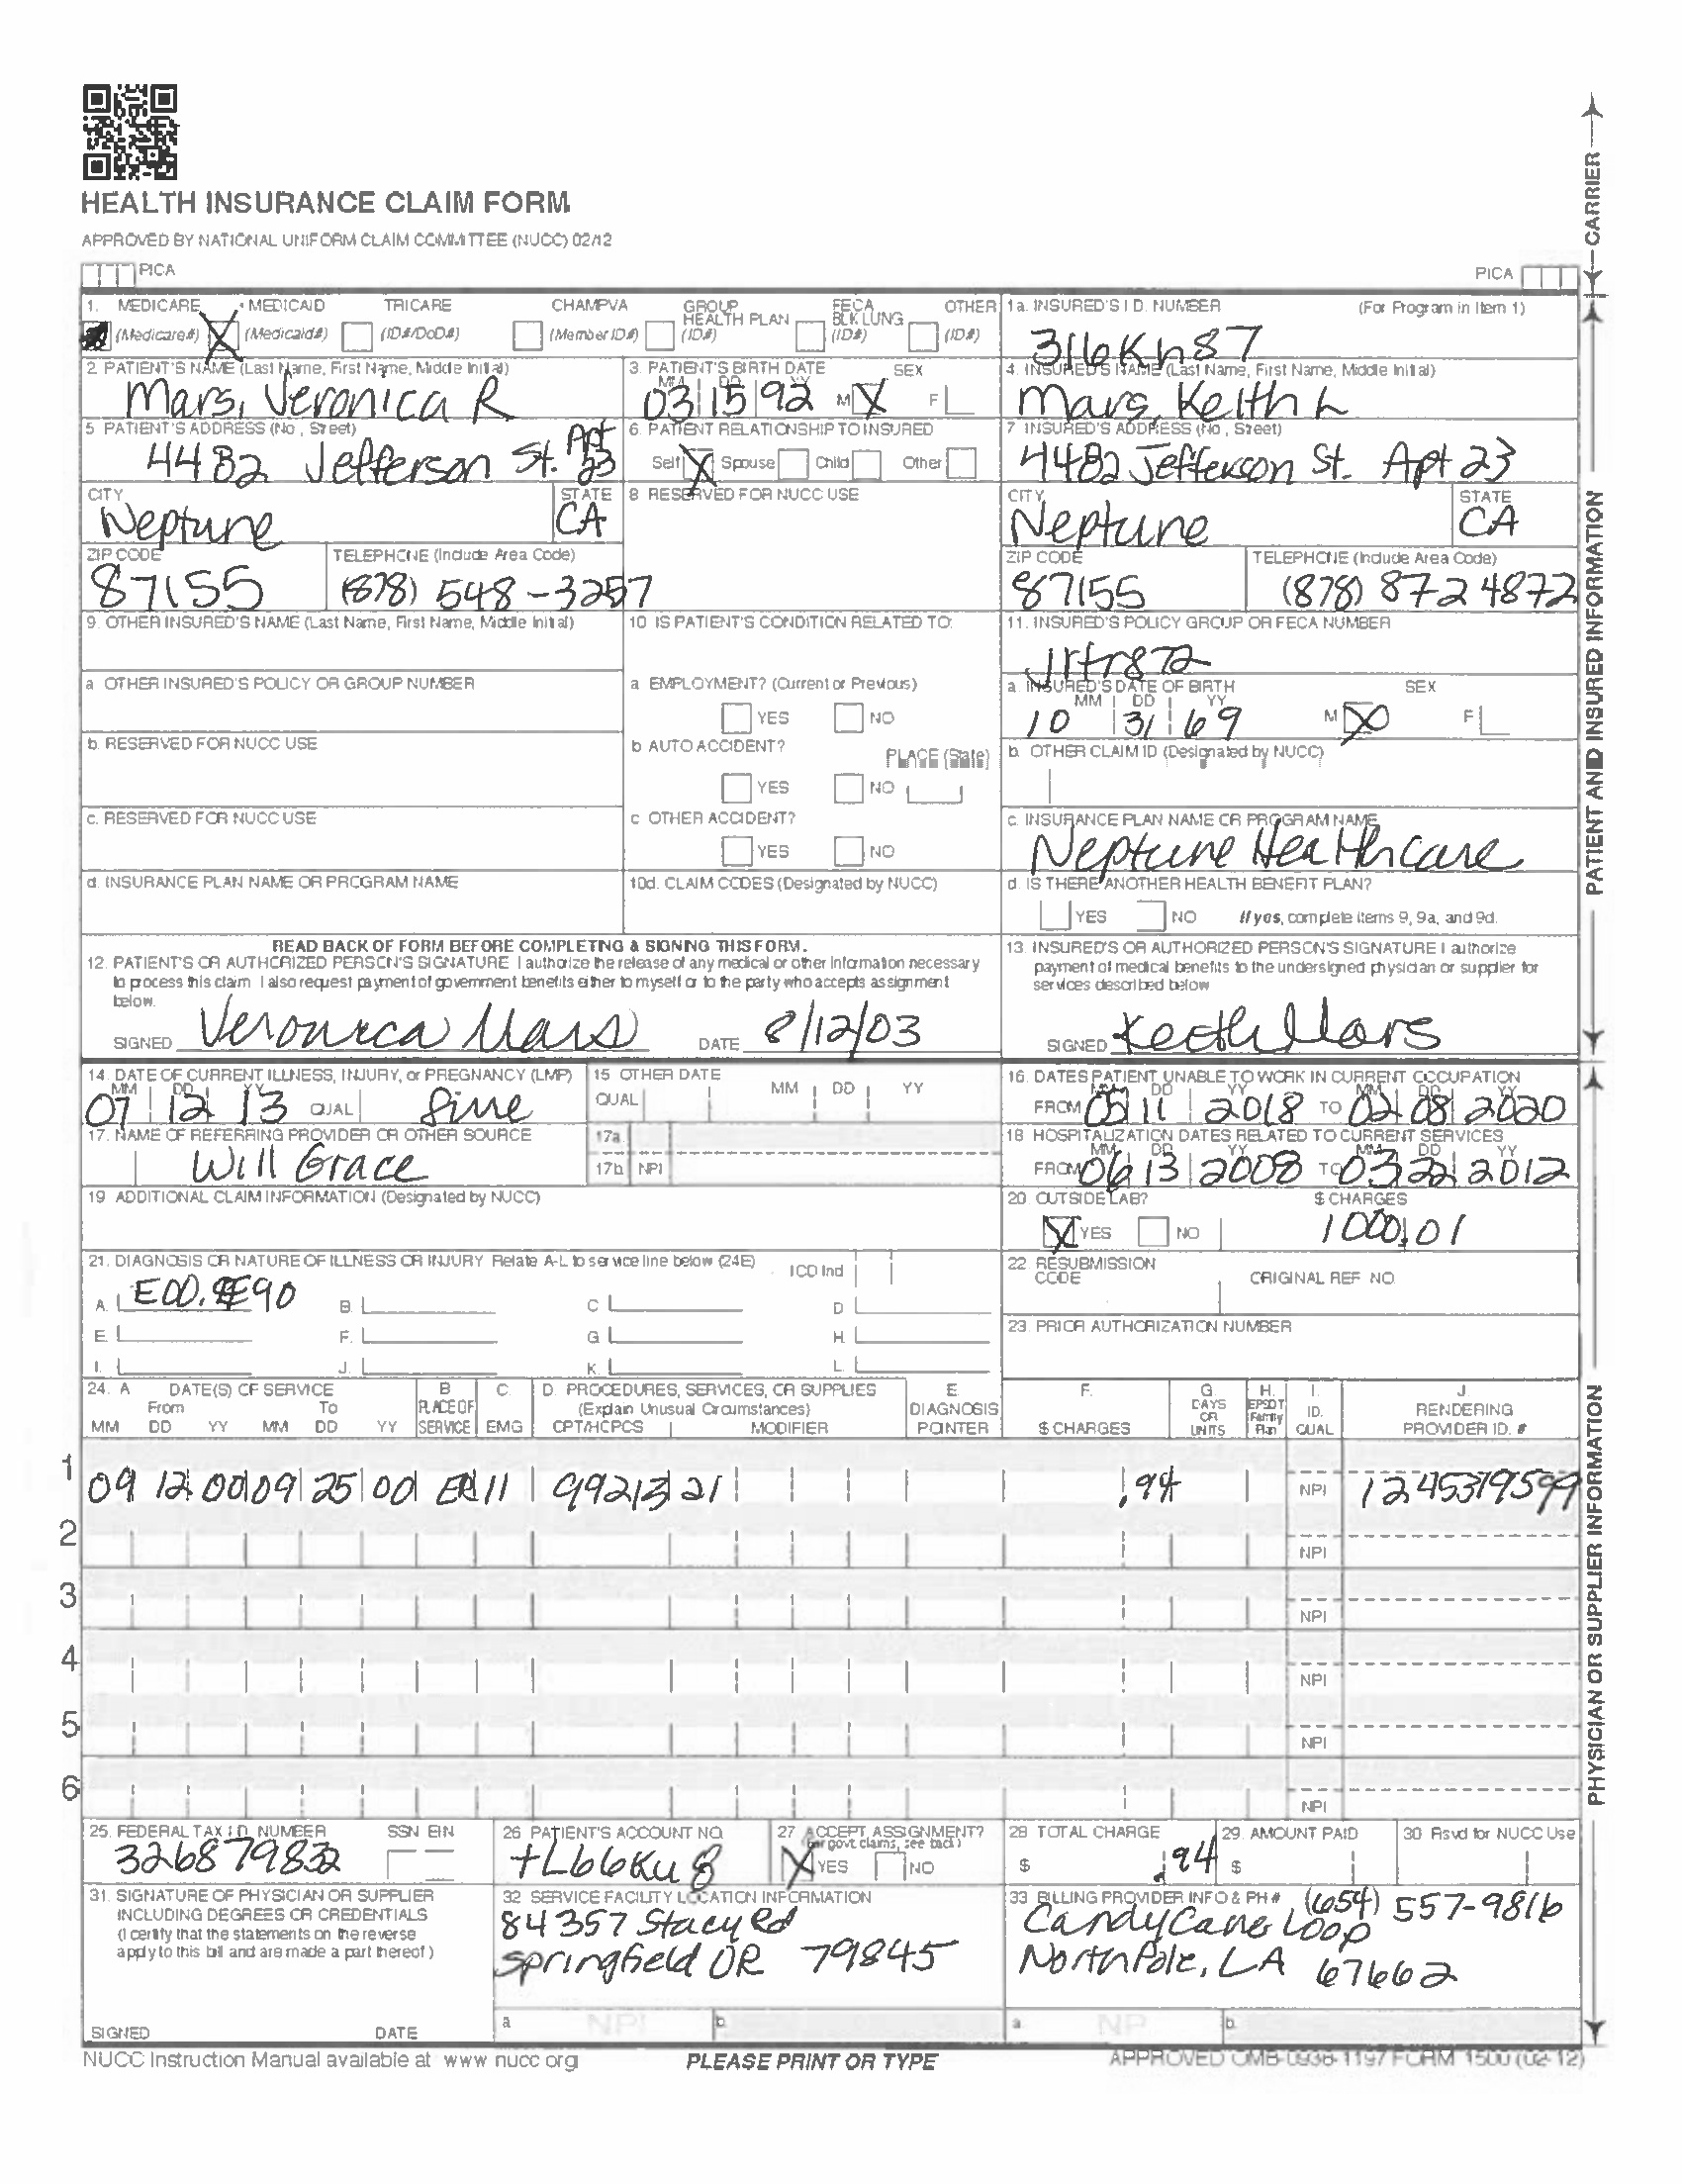 HEALTH INSURANCE CLAIM FORM
APPROVED BY NATIONAL UNIFORM CLAIM COMMITTEE (NUCC) 02/12
PICA PICA
CARRIER
1. MEDICARE MEDICAID TRICARE CHAMPVA GROUP HEALTH PLAN FECA BLK LUNG OTHER
(Medicare#) X (Medicaid#) (ID#/DoD#) (Member ID#) (ID#) (ID#) (ID#)
1a. INSURED'S I.D. NUMBER (For Program in Item 1)
316Kh87
2. PATIENT'S NAME (Last Name, First Name, Middle Initial)
Mars, Veronica R
3. PATIENT'S BIRTH DATE SEX
MM DD YY
03 15 92 M X F
4. INSURED'S NAME (Last Name, First Name, Middle Initial)
Mars, Keith L
5. PATIENT'S ADDRESS (No., Street)
4482 Jefferson St. Apt 23
6. PATIENT RELATIONSHIP TO INSURED
Self X Spouse Child Other
7. INSURED'S ADDRESS (No., Street)
4482 Jefferson St. Apt 23
CITY STATE
Neptune CA
8. RESERVED FOR NUCC USE
CITY STATE
Neptune CA
ZIP CODE TELEPHONE (Include Area Code)
87155 (878) 548-3257
ZIP CODE TELEPHONE (Include Area Code)
87155 (878) 872 4872
9. OTHER INSURED'S NAME (Last Name, First Name, Middle Initial)
10. IS PATIENT'S CONDITION RELATED TO:
11. INSURED'S POLICY GROUP OR FECA NUMBER
Jrtr872
a. OTHER INSURED'S POLICY OR GROUP NUMBER
a. EMPLOYMENT? (Current or Previous)
YES NO
a. INSURED'S DATE OF BIRTH SEX
MM DD YY
10 31 69 M X F
b. RESERVED FOR NUCC USE
b. AUTO ACCIDENT? PLACE (State)
YES NO
b. OTHER CLAIM ID (Designated by NUCC)
c. RESERVED FOR NUCC USE
c. OTHER ACCIDENT?
YES NO
c. INSURANCE PLAN NAME OR PROGRAM NAME
Neptune Healthcare
d. INSURANCE PLAN NAME OR PROGRAM NAME
10d. CLAIM CODES (Designated by NUCC)
d. IS THERE ANOTHER HEALTH BENEFIT PLAN?
YES NO If yes, complete items 9, 9a, and 9d.
PATIENT AND INSURED INFORMATION
READ BACK OF FORM BEFORE COMPLETING & SIGNING THIS FORM.
12. PATIENT'S OR AUTHORIZED PERSON'S SIGNATURE I authorize the release of any medical or other information necessary
to process this claim. I also request payment of government benefits either to myself or to the party who accepts assignment
below.
SIGNED Veronica Mars DATE 8/12/03
13. INSURED'S OR AUTHORIZED PERSON'S SIGNATURE I authorize
payment of medical benefits to the undersigned physician or supplier for
services described below
SIGNED Keith Mars
14. DATE OF CURRENT ILLNESS, INJURY, or PREGNANCY (LMP)
MM DD YY
07 12 13 QUAL
15. OTHER DATE
QUAL MM DD YY
16. DATES PATIENT UNABLE TO WORK IN CURRENT OCCUPATION
MM DD YY MM DD YY
FROM 05 11 2018 TO 02 08 2020
17. NAME OF REFERRING PROVIDER OR OTHER SOURCE
Will Grace
17a.
17b. NPI
18. HOSPITALIZATION DATES RELATED TO CURRENT SERVICES
MM DD YY MM DD YY
FROM 06 13 2008 TO 03 22 2012
19. ADDITIONAL CLAIM INFORMATION (Designated by NUCC)
20. OUTSIDE LAB? $ CHARGES
X YES NO 1000.01
21. DIAGNOSIS OR NATURE OF ILLNESS OR INJURY Relate A-L to service line below (24E) ICD Ind
A. B. C. D.
E. F. G. H.
I. J. K. L.
22. RESUBMISSION CODE ORIGINAL REF. NO.
23. PRIOR AUTHORIZATION NUMBER
24. A. DATE(S) OF SERVICE B. C. D. PROCEDURES, SERVICES, OR SUPPLIES E. F. G. H. I. J.
From To PLACE OF (Explain Unusual Circumstances) DIAGNOSIS DAYS OR EPSDT Family ID. RENDERING
MM DD YY MM DD YY SERVICE EMG CPT/HCPCS MODIFIER POINTER $ CHARGES UNITS Plan QUAL. PROVIDER ID. #
1 09 12 00 09 25 00 11 99213 21 .94 NPI 1245319599
2 NPI
3 NPI
4 NPI
5 NPI
6 NPI
PHYSICIAN OR SUPPLIER INFORMATION
25. FEDERAL TAX I.D. NUMBER SSN EIN
326879832
26. PATIENT'S ACCOUNT NO.
+L66Ku8
27. ACCEPT ASSIGNMENT?
(For govt. claims, see back)
X YES NO
28. TOTAL CHARGE
$ .94
29. AMOUNT PAID
$
30. Rsvd for NUCC Use
31. SIGNATURE OF PHYSICIAN OR SUPPLIER
INCLUDING DEGREES OR CREDENTIALS
(I certify that the statements on the reverse
apply to this bill and are made a part thereof.)
SIGNED DATE
32. SERVICE FACILITY LOCATION INFORMATION
84357 Stacy Rd
Springfield OR 79845
a. NPI b.
33. BILLING PROVIDER INFO & PH # (654) 557-9816
CandyCane Loop
North Pole, LA 67662
a. NPI b.
NUCC Instruction Manual available at: www.nucc.org
PLEASE PRINT OR TYPE
APPROVED OMB-0938-1197 FORM 1500 (02-12)